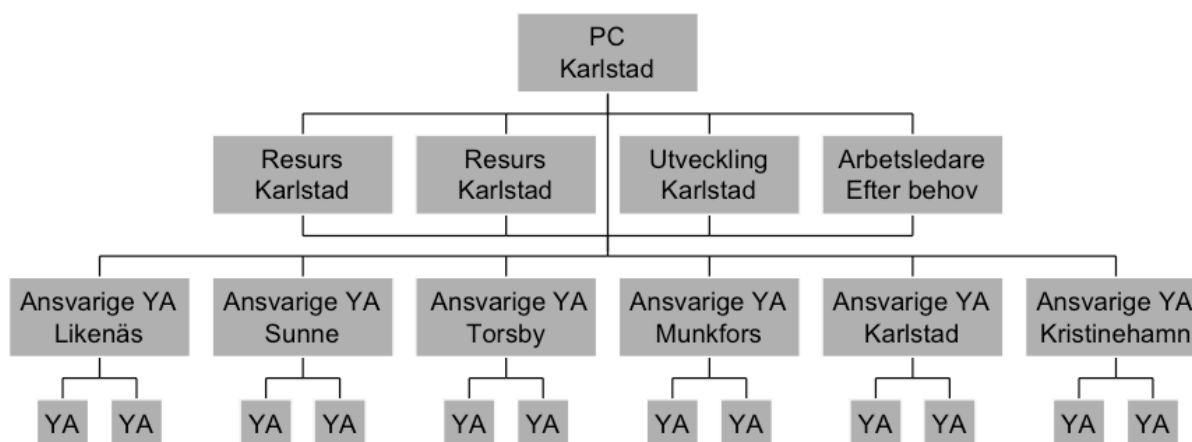 PC
Karlstad
Resurs
Karlstad
Resurs
Karlstad
Utveckling
Karlstad
Arbetsledare
Efter behov
Ansvarige YA
Likenäs
Ansvarige YA
Sunne
Ansvarige YA
Torsby
Ansvarige YA
Munkfors
Ansvarige YA
Karlstad
Ansvarige YA
Kristinehamn
YA
YA
YA
YA
YA
YA
YA
YA
YA
YA
YA
YA